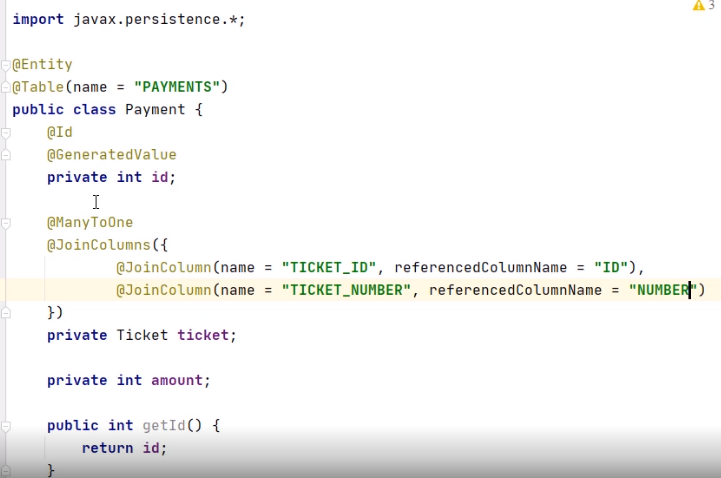 3
import javax.persistence.*;
@Entity
@Table(name = "PAYMENTS")
public class Payment {
@Id
@GeneratedValue
private int id;
@ManyToOne
@JoinColumns({
@JoinColumn(name = "TICKET_ID", referencedColumnName = "ID"),
@JoinColumn(name = "TICKET_NUMBER", referencedColumnName = "NUMBER")
})
private Ticket ticket;
private int amount;
public int getId() {
return id;
}